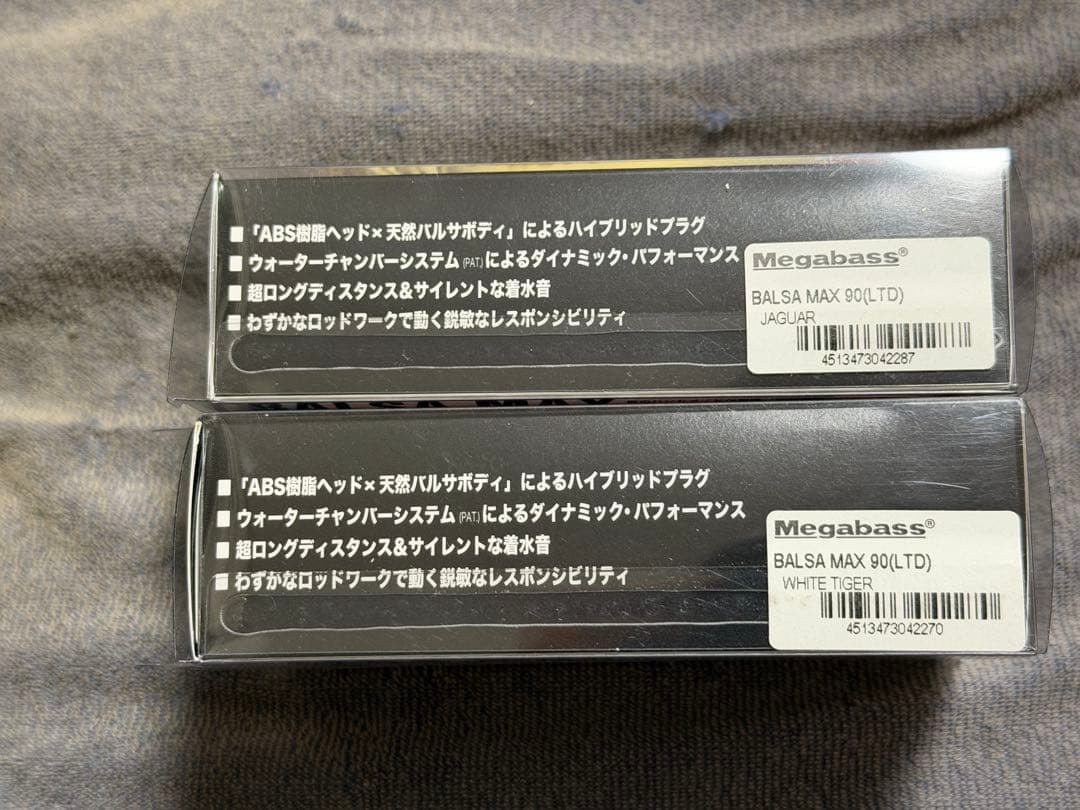 ■「ABS樹脂ヘッド×天然バルサボディ」によるハイブリッドプラグ
■ウォーターチャンバーシステム(PAT.)によるダイナミック・パフォーマンス
■超ロングディスタンス&サイレントな着水音
■わずかなロッドワークで動く鋭敏なレスポンシビリティ
Megabass®
BALSA MAX 90(LTD)
JAGUAR
4513473042287
BALSA MAX
■「ABS樹脂ヘッド×天然バルサボディ」によるハイブリッドプラグ
■ウォーターチャンバーシステム(PAT.)によるダイナミック・パフォーマンス
■超ロングディスタンス&サイレントな着水音
■わずかなロッドワークで動く鋭敏なレスポンシビリティ
Megabass®
BALSA MAX 90(LTD)
WHITE TIGER
4513473042270